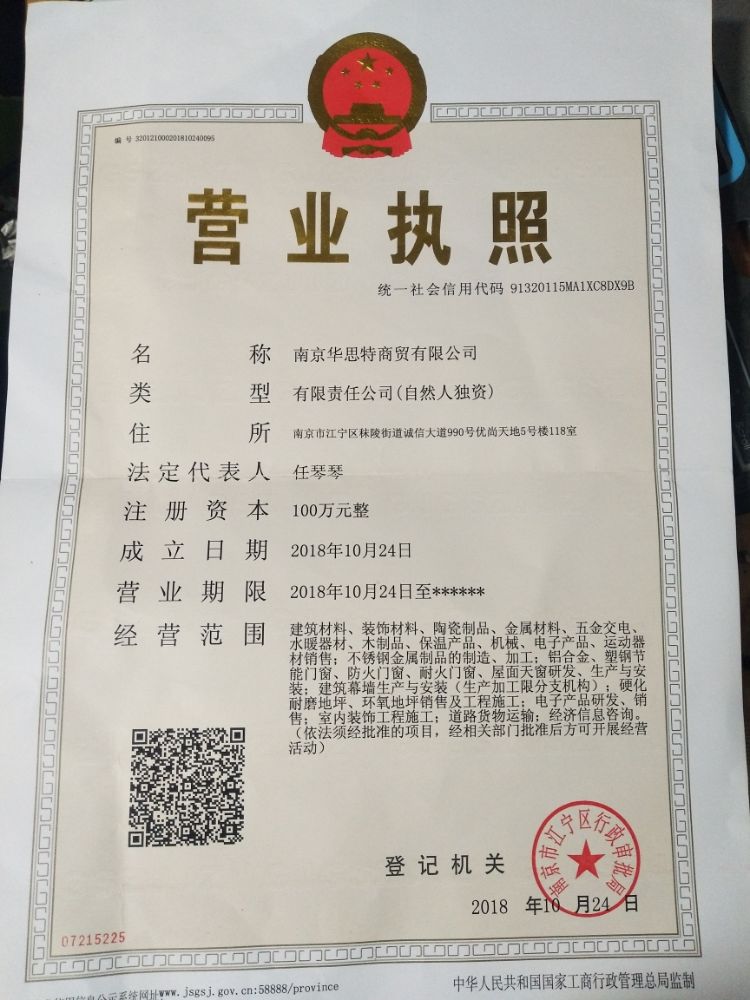 编 号 320121000201810240095
营业执照
统一社会信用代码 91320115MA1XC8DX9B
名称 南京华思特商贸有限公司
类型 有限责任公司(自然人独资)
住所 南京市江宁区秣陵街道诚信大道990号优尚天地5号楼118室
法定代表人 任琴琴
注册资本 100万元整
成立日期 2018年10月24日
营业期限 2018年10月24日至******
经营范围 建筑材料、装饰材料、陶瓷制品、金属材料、五金交电、
水暖器材、木制品、保温产品、机械、电子产品、运动器
材销售；不锈钢金属制品的制造、加工；铝合金、塑钢节
能门窗、防火门窗、耐火门窗、屋面天窗研发、生产与安
装；建筑幕墙生产与安装（生产加工限分支机构）；硬化
耐磨地坪、环氧地坪销售及工程施工；电子产品研发、销
售；室内装饰工程施工；道路货物运输；经济信息咨询。
（依法须经批准的项目，经相关部门批准后方可开展经营
活动）
登记机关
南京市江宁区行政审批局
2018 年10 月24 日
07215225
信用信息公示系统网址www.jsgsj.gov.cn:58888/province
中华人民共和国国家工商行政管理总局监制